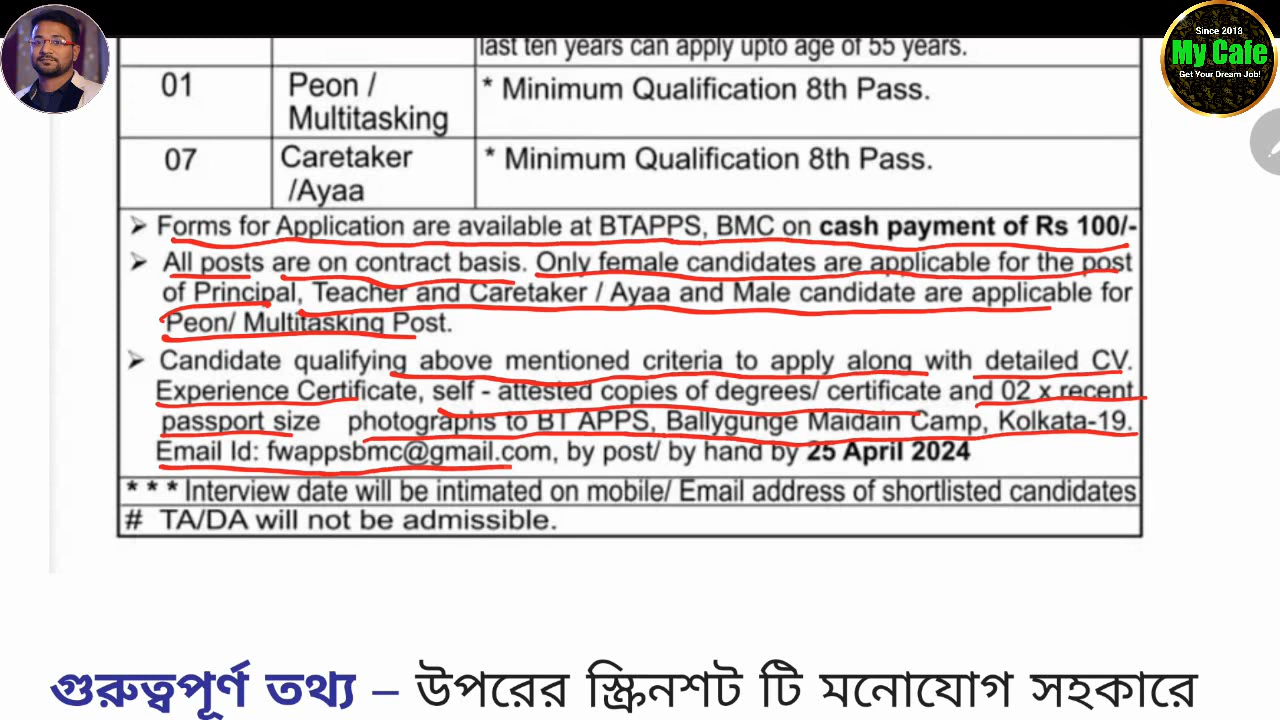 Since 2018
My Cafe
Get Your Dream Job!
last ten years can apply upto age of 55 years.
01 Peon / * Minimum Qualification 8th Pass.
Multitasking
07 Caretaker * Minimum Qualification 8th Pass.
/Ayaa
➢ Forms for Application are available at BTAPPS, BMC on cash payment of Rs 100/-
➢ All posts are on contract basis. Only female candidates are applicable for the post
of Principal, Teacher and Caretaker / Ayaa and Male candidate are applicable for
Peon/ Multitasking Post.
➢ Candidate qualifying above mentioned criteria to apply along with detailed CV.
Experience Certificate, self - attested copies of degrees/ certificate and 02 x recent
passport size photographs to BT APPS, Ballygunge Maidain Camp, Kolkata-19.
Email Id: fwappsbmc@gmail.com, by post/ by hand by 25 April 2024
* * * Interview date will be intimated on mobile/ Email address of shortlisted candidates
# TA/DA will not be admissible.
গুরুত্বপূর্ণ তথ্য – উপরের স্ক্রিনশট টি মনোযোগ সহকারে